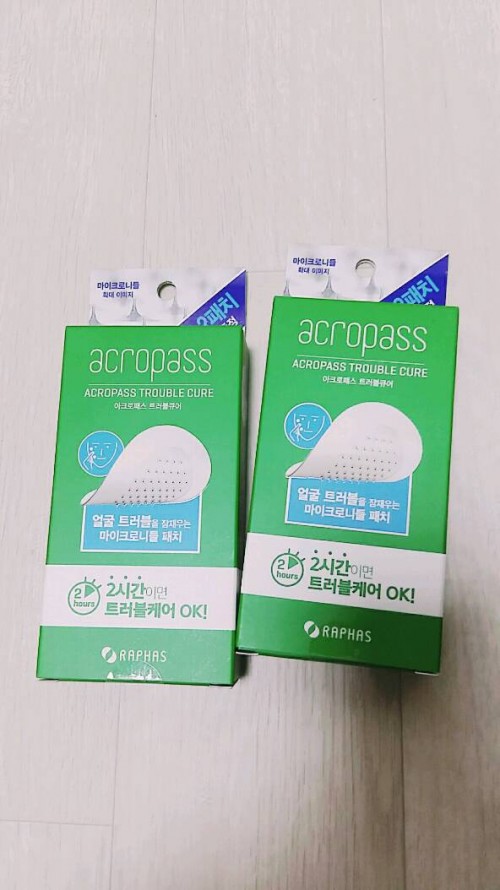 마이크로니들
확대 이미지
2패치
acropass
ACROPASS TROUBLE CURE
아크로패스 트러블큐어
얼굴 트러블을 잠재우는
마이크로니들 패치
2
hours
2시간이면
트러블케어 OK!
RAPHAS
마이크로니들
확대 이미지
2패치
acropass
ACROPASS TROUBLE CURE
아크로패스 트러블큐어
얼굴 트러블을 잠재우는
마이크로니들 패치
2
hours
2시간이면
트러블케어 OK!
RAPHAS